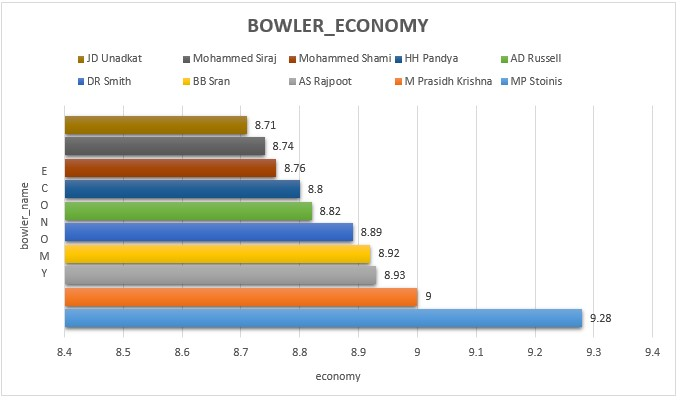 BOWLER_ECONOMY
JD Unadkat Mohammed Siraj Mohammed Shami HH Pandya AD Russell
DR Smith BB Sran AS Rajpoot M Prasidh Krishna MP Stoinis
bowler_name
ECONOMY
8.71
8.74
8.76
8.8
8.82
8.89
8.92
8.93
9
9.28
8.4 8.5 8.6 8.7 8.8 8.9 9 9.1 9.2 9.3 9.4
economy